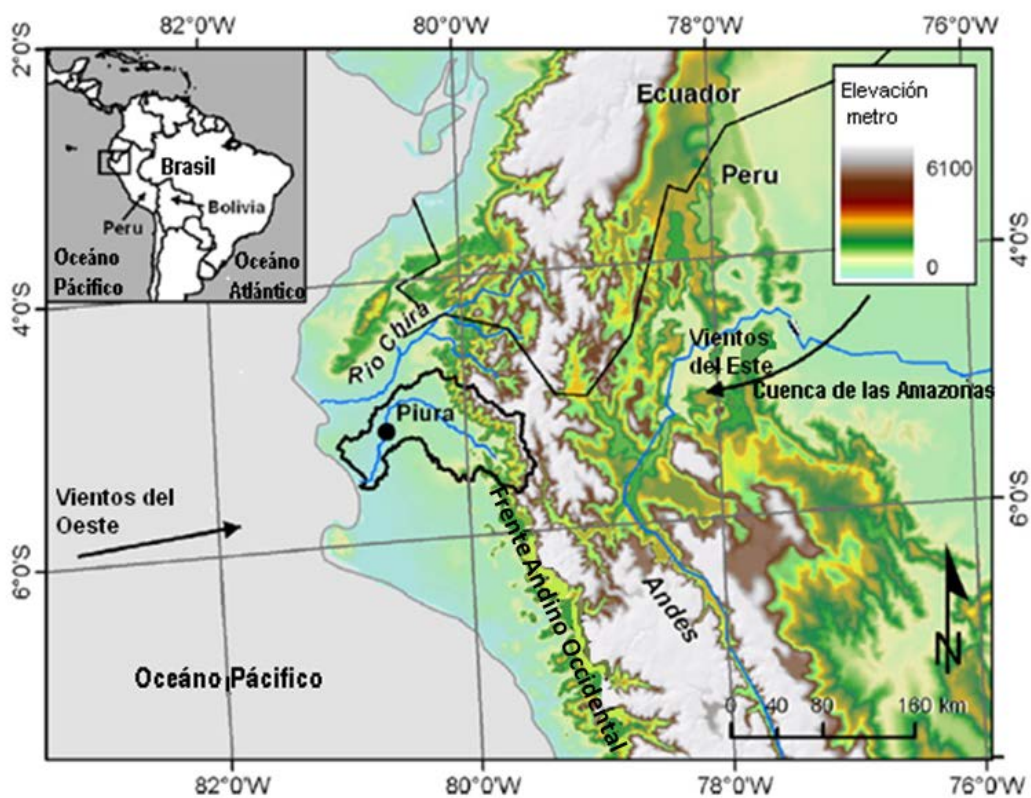 82°0'W 80°0'W 78°0'W 76°0'W
2°0'S
Brasil
Peru
Bolivia
Oceáno
Pácífico
Oceáno
Atlántico
Ecuador
Peru
Elevación
metro
6100
0
4°0'S
4°0'S
Rio Chira
Piura
Vientos
del Este
Cuenca de las Amazonas
Vientos del
Oeste
6°0'S
6°0'S
Frente Andino Occidental
Andes
N
Oceáno Pácífico
0 40 80 160 km
82°0'W 80°0'W 78°0'W 76°0'W